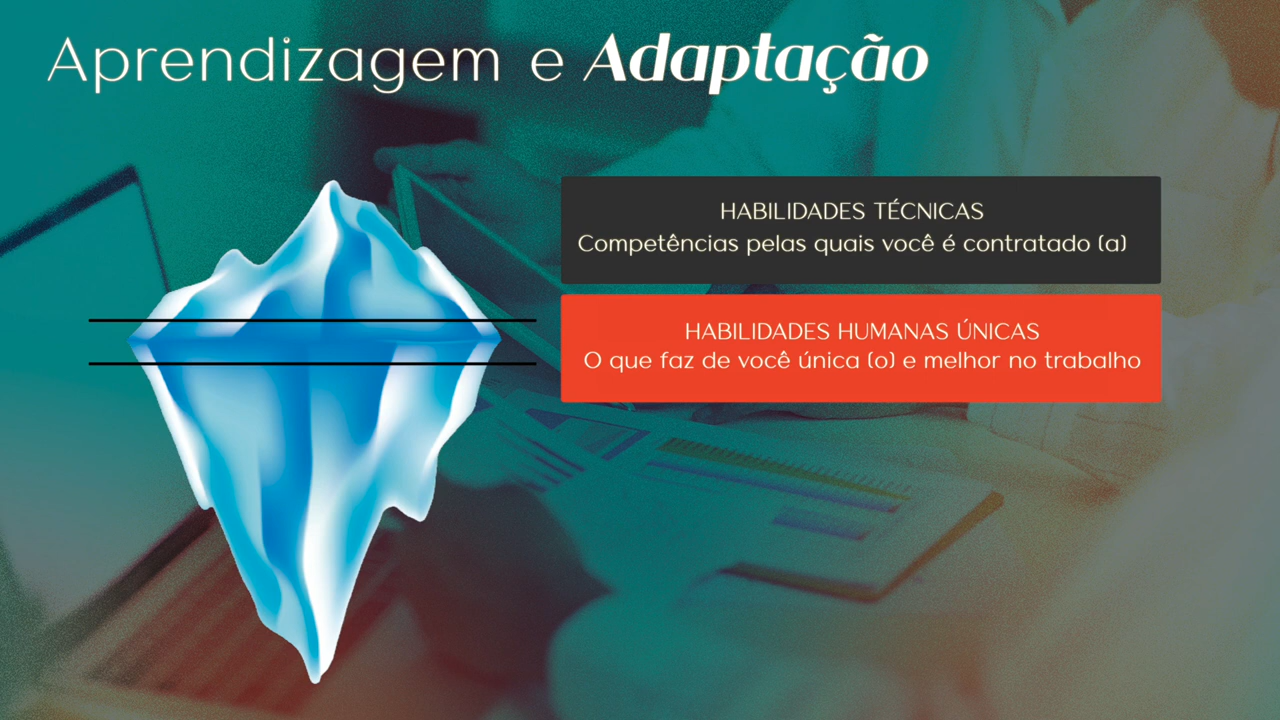 Aprendizagem e Adaptação
HABILIDADES TÉCNICAS
Competências pelas quais você é contratado (a)
HABILIDADES HUMANAS ÚNICAS
O que faz de você única (o) e melhor no trabalho